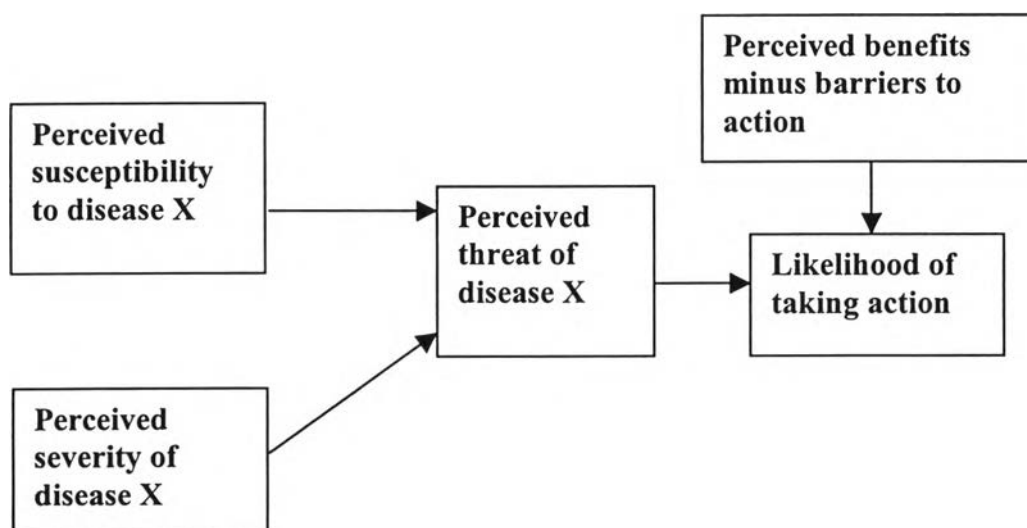 Perceived benefits
minus barriers to
action
Perceived
susceptibility
to disease X
Perceived
threat of
disease X
Likelihood of
taking action
Perceived
severity of
disease X